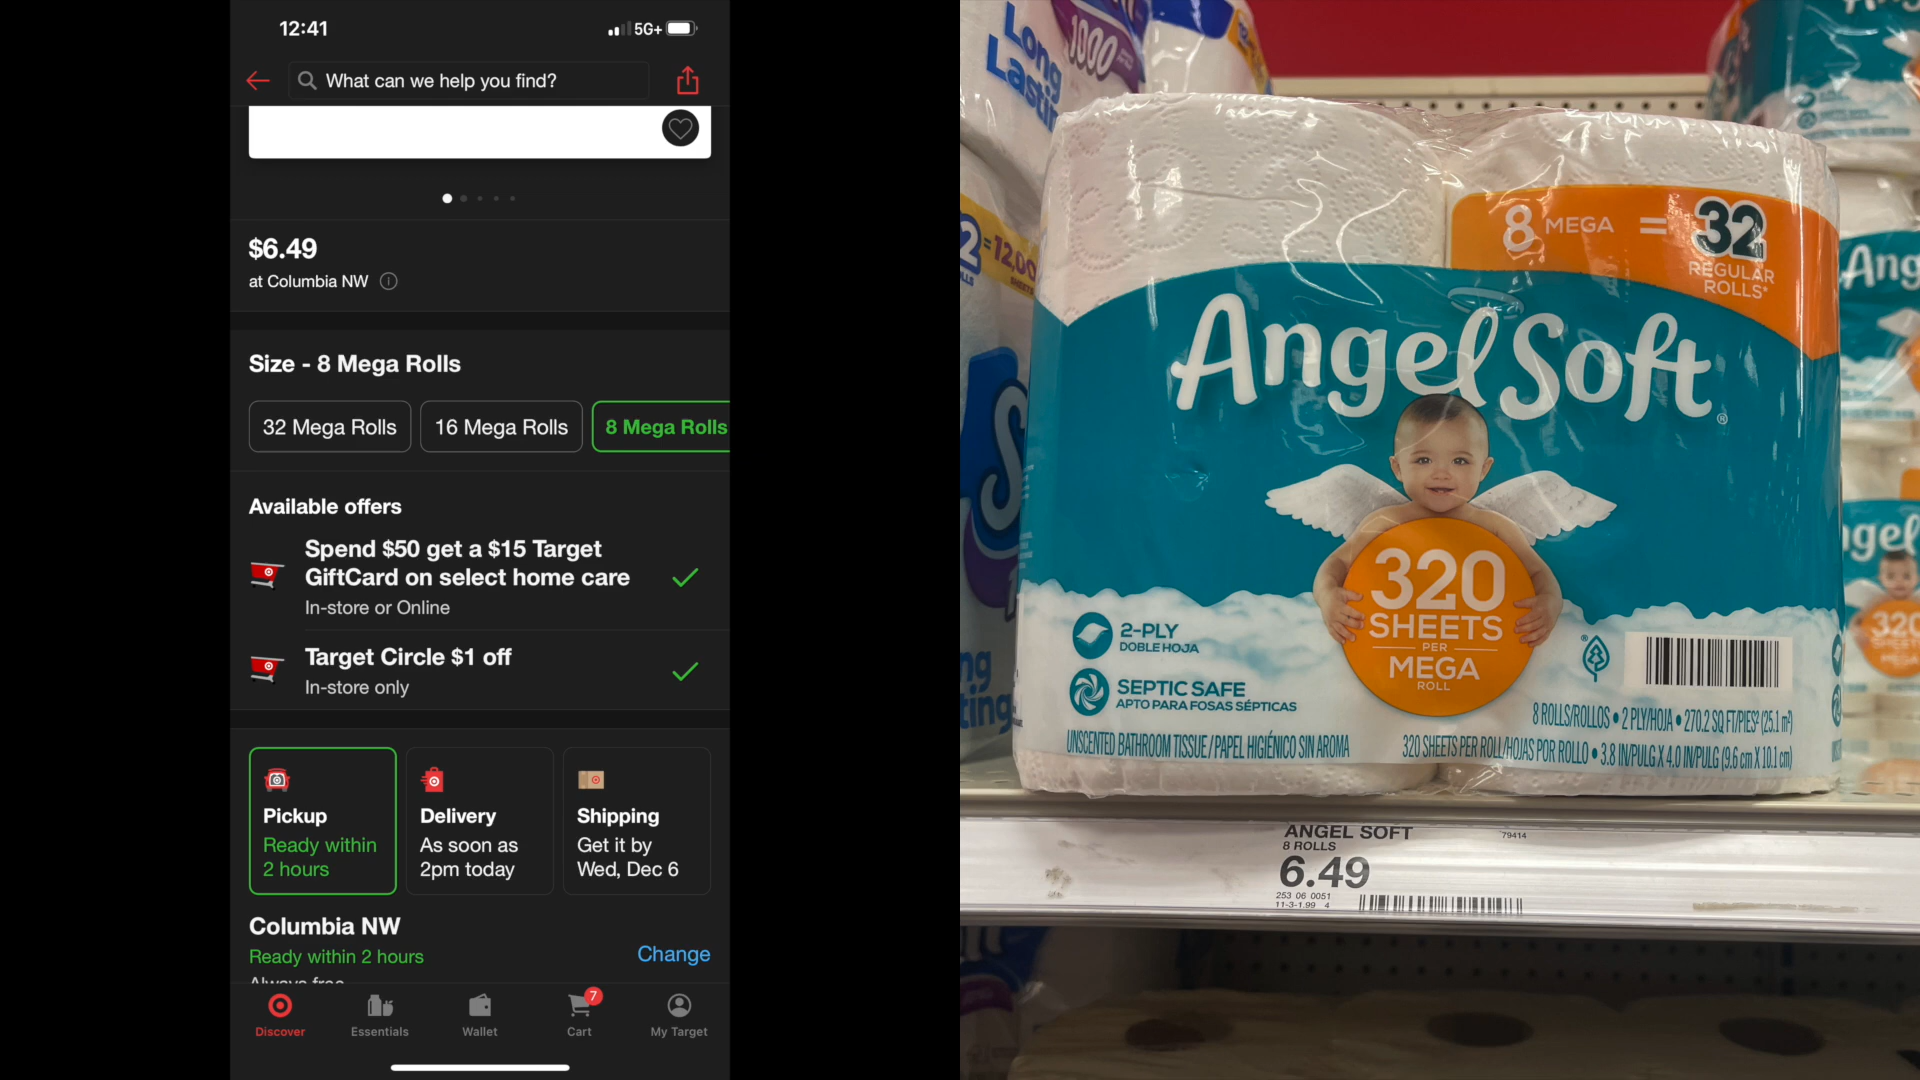 12:41
5G+
What can we help you find?
$6.49
at Columbia NW
Size - 8 Mega Rolls
32 Mega Rolls
16 Mega Rolls
8 Mega Rolls
Available offers
Spend $50 get a $15 Target
GiftCard on select home care
In-store or Online
Target Circle $1 off
In-store only
Pickup
Ready within
2 hours
Delivery
As soon as
2pm today
Shipping
Get it by
Wed, Dec 6
Columbia NW
Ready within 2 hours
Change
Always free
Discover
Essentials
Wallet
7
Cart
My Target
Long
Lasting
1000
8 MEGA = 32
REGULAR
ROLLS*
Angel Soft®
320
SHEETS
PER
MEGA
ROLL
2-PLY
DOBLE HOJA
SEPTIC SAFE
APTO PARA FOSAS SÉPTICAS
UNSCENTED BATHROOM TISSUE / PAPEL HIGIÉNICO SIN AROMA
8 ROLLS/ROLLOS • 2 PLY/HOJA • 270.2 SQ FT/PIES² (25.1 m²)
320 SHEETS PER ROLL/HOJAS POR ROLLO • 3.8 IN/PULG X 4.0 IN/PULG (9.6 cm X 10.1 cm)
ANGEL SOFT
79414
8 ROLLS
6.49
253 06 0051
11-3-1.99 4